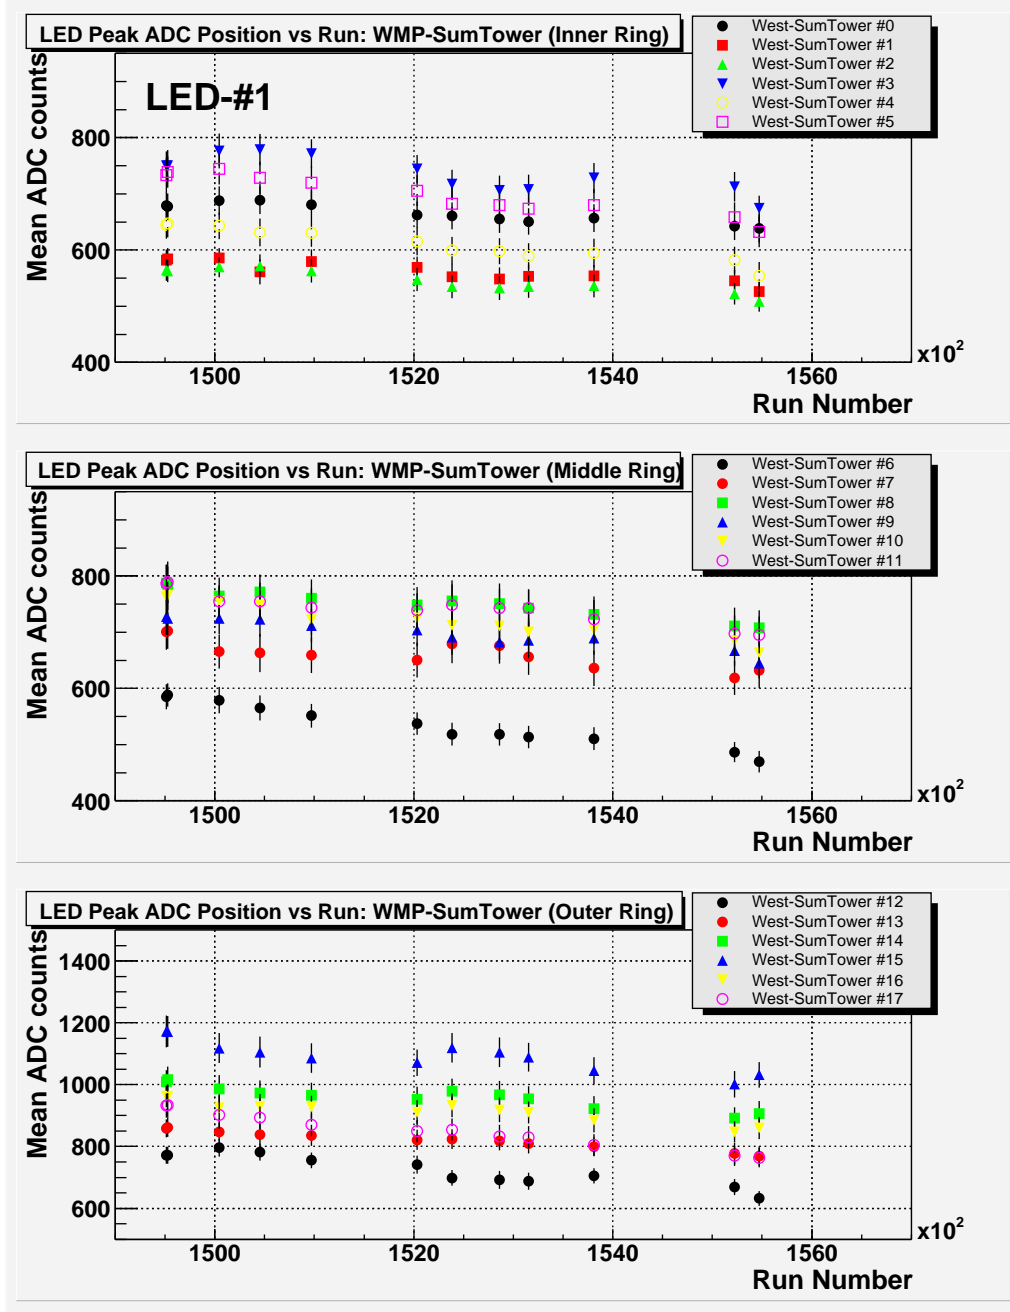 LED Peak ADC Position vs Run: WMP-SumTower (Inner Ring)
West-SumTower #0
West-SumTower #1
West-SumTower #2
West-SumTower #3
West-SumTower #4
West-SumTower #5
LED-#1
Mean ADC counts
800
600
400
1500
1520
1540
1560
x10²
Run Number
LED Peak ADC Position vs Run: WMP-SumTower (Middle Ring)
West-SumTower #6
West-SumTower #7
West-SumTower #8
West-SumTower #9
West-SumTower #10
West-SumTower #11
Mean ADC counts
800
600
400
1500
1520
1540
1560
x10²
Run Number
LED Peak ADC Position vs Run: WMP-SumTower (Outer Ring)
West-SumTower #12
West-SumTower #13
West-SumTower #14
West-SumTower #15
West-SumTower #16
West-SumTower #17
Mean ADC counts
1400
1200
1000
800
600
1500
1520
1540
1560
x10²
Run Number